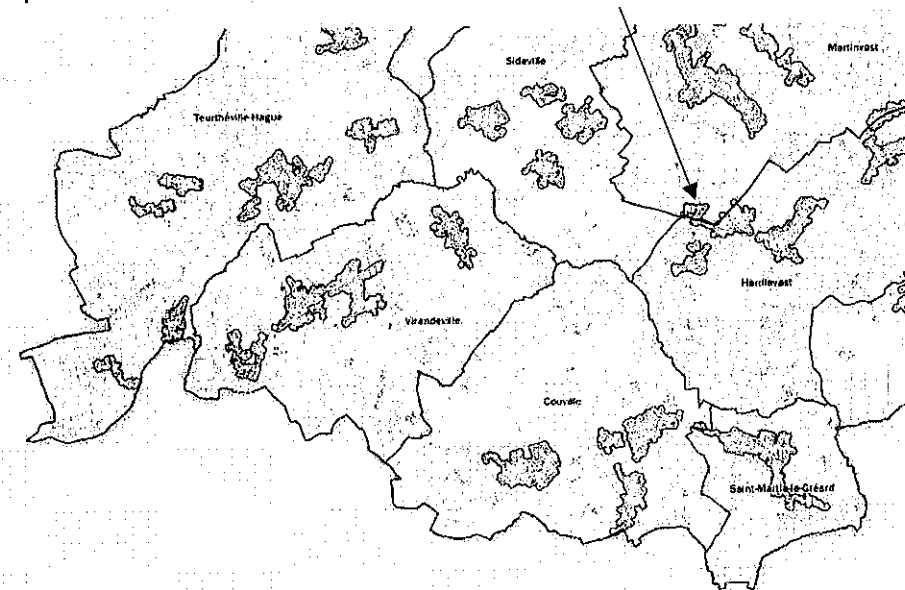 Martinvast
Sideville
Teurthéville-Hague
Hardinvast
Virandeville
Couville
Saint-Martin-le-Gréard